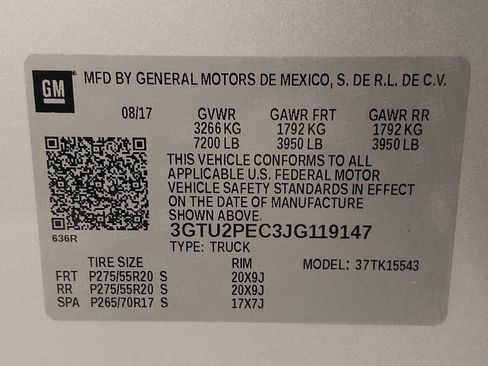 GM
MFD BY GENERAL MOTORS DE MEXICO, S. DE R.L. DE C.V.
08/17 GVWR GAWR FRT GAWR RR
3266 KG 1792 KG 1792 KG
7200 LB 3950 LB 3950 LB
THIS VEHICLE CONFORMS TO ALL
APPLICABLE U.S. FEDERAL MOTOR
VEHICLE SAFETY STANDARDS IN EFFECT
ON THE DATE OF MANUFACTURE
SHOWN ABOVE.
636R
3GTU2PEC3JG119147
TYPE: TRUCK
TIRE SIZE RIM MODEL: 37TK15543
FRT P275/55R20 S 20X9J
RR P275/55R20 S 20X9J
SPA P265/70R17 S 17X7J